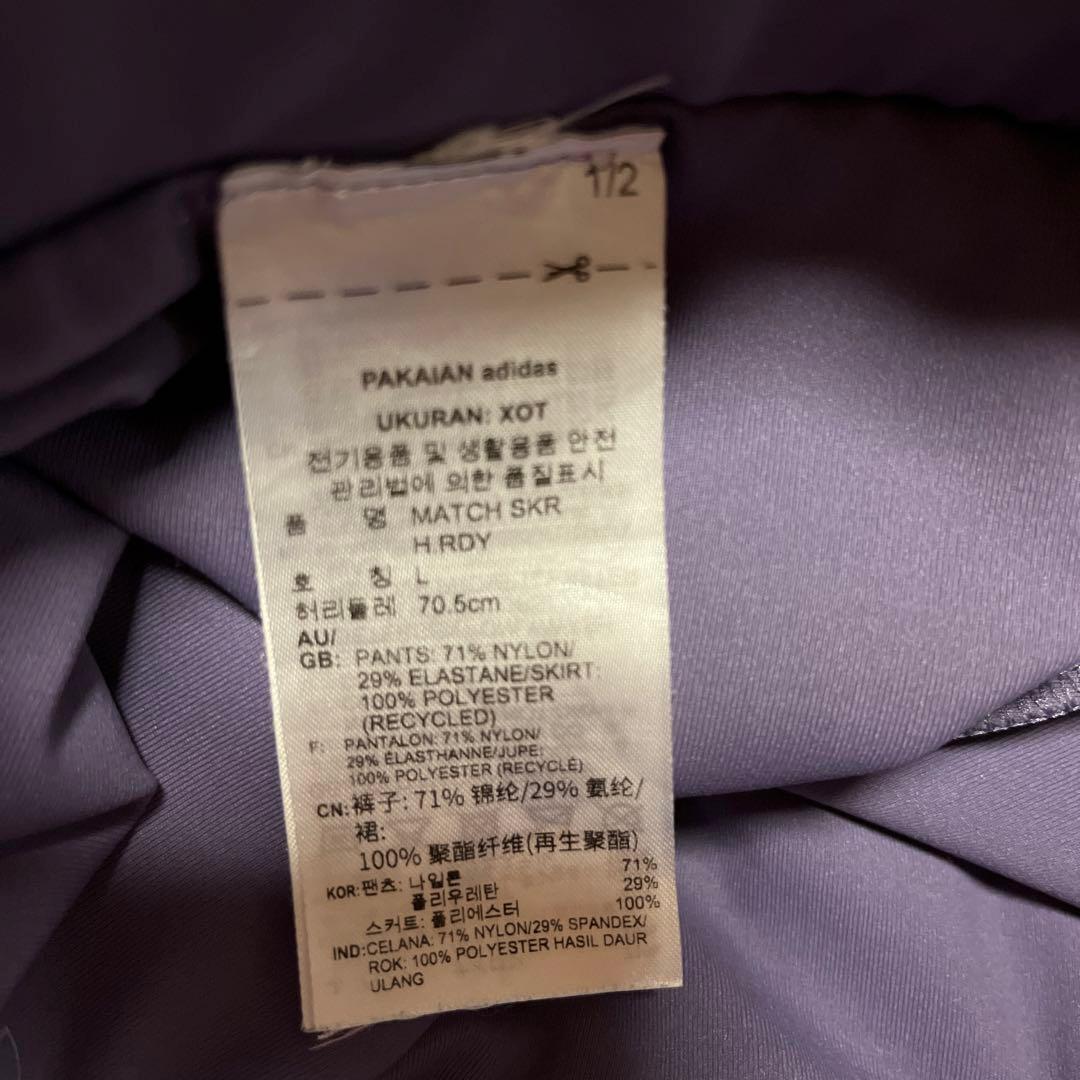 1/2
PAKAIAN adidas
UKURAN: XOT
전기용품 및 생활용품 안전
관리법에 의한 품질표시
품 명 MATCH SKR
H.RDY
호 칭 L
허리둘레 70.5cm
AU/
GB: PANTS: 71% NYLON/
29% ELASTANE/SKIRT:
100% POLYESTER
(RECYCLED)
F: PANTALON: 71% NYLON/
29% ÉLASTHANNE/JUPE:
100% POLYESTER (RECYCLÉ)
CN: 裤子: 71% 锦纶/29% 氨纶/
裙:
100% 聚酯纤维(再生聚酯)
KOR: 팬츠: 나일론 71%
폴리우레탄 29%
스커트: 폴리에스터 100%
IND: CELANA: 71% NYLON/29% SPANDEX/
ROK: 100% POLYESTER HASIL DAUR
ULANG